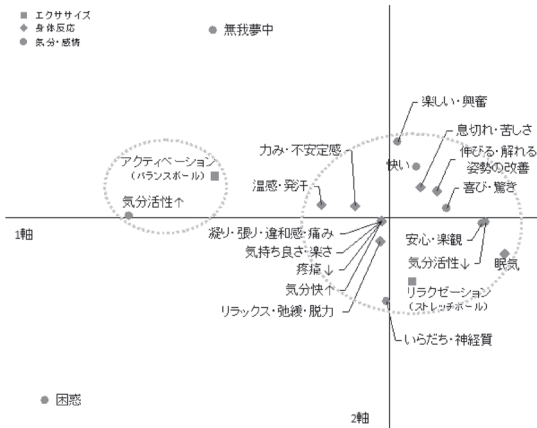 エクササイズ
身体反応
気分・感情
無我夢中
楽しい・興奮
息切れ・苦しさ
力み・不安定感
伸びる・解れる
姿勢の改善
快い
アクティベーション
（バランスボール）
温感・発汗
喜び・驚き
気分活性↑
1軸
凝り・張り・違和感・痛み
安心・楽観
気持ち良さ・楽さ
気分活性↓
眠気
疼痛↓
気分快↑
リラクゼーション
（ストレッチポール）
リラックス・弛緩・脱力
いらだち・神経質
困惑
2軸